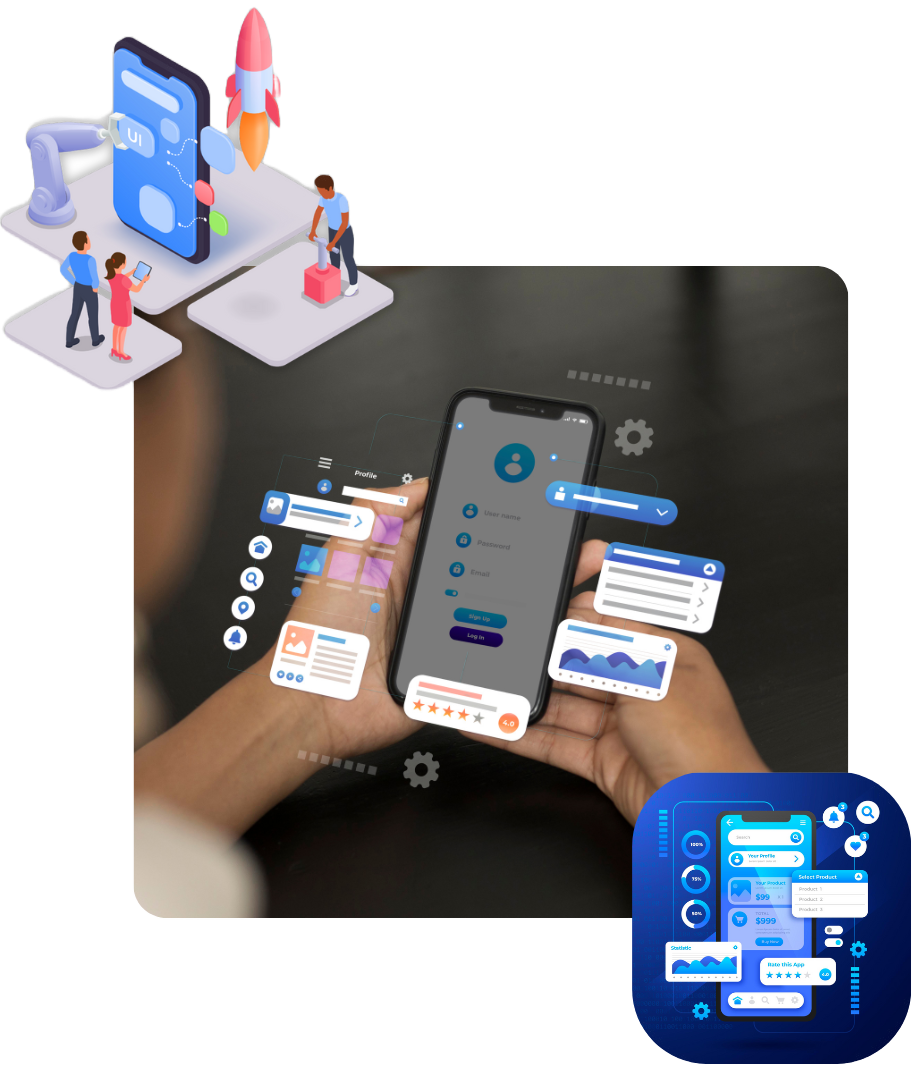 UI
Profile
User name
Password
Email
Sign Up
Log In
4.0
3
3
100%
75%
50%
Search
Your Profile
Your Product
$99
Select Product
Product 1
Product 2
Product 3
TOTAL
$999
Buy Now
Statistic
Rate this App
4.0